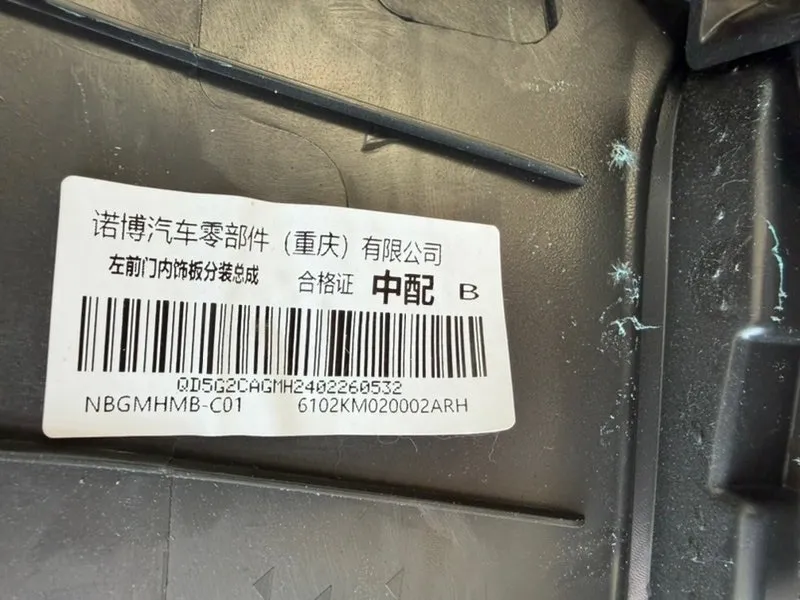 诺博汽车零部件（重庆）有限公司
左前门内饰板分装总成 合格证 中配 B
QD5G2CAGMH2402260532
NBGMHMB-C01 6102KM020002ARH